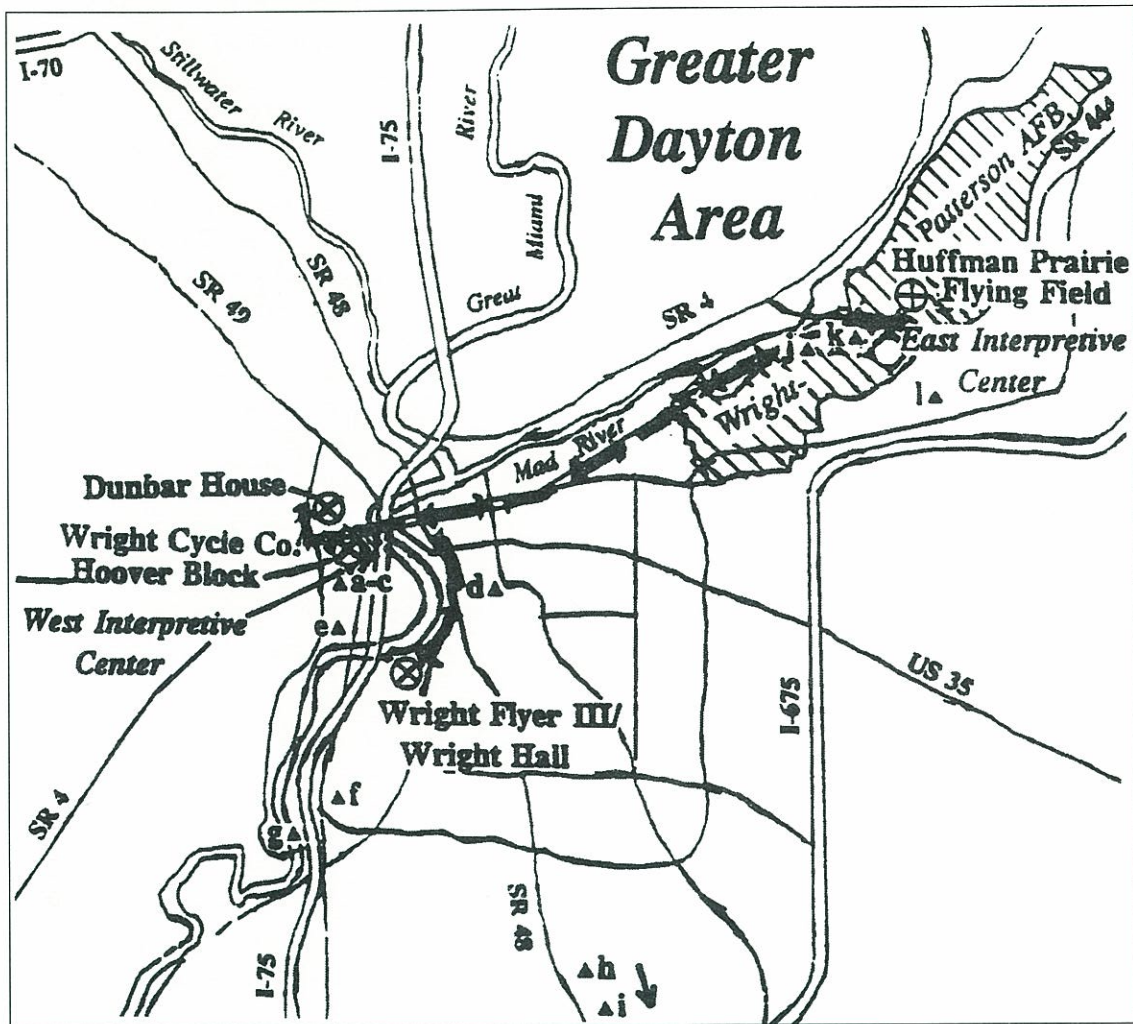 Greater
Dayton
Area
I-70
Stillwater
River
I-75
River
Miami
Great
SR 49
SR 48
SR 4
Patterson AFB
SR 444
Huffman Prairie
Flying Field
East Interpretive
Center
j
k
l
Wright-
Mad River
Dunbar House
Wright Cycle Co.
Hoover Block
a-c
West Interpretive
Center
d
e
Wright Flyer III/
Wright Hall
US 35
I-675
SR 4
f
g
SR 48
I-75
h
i